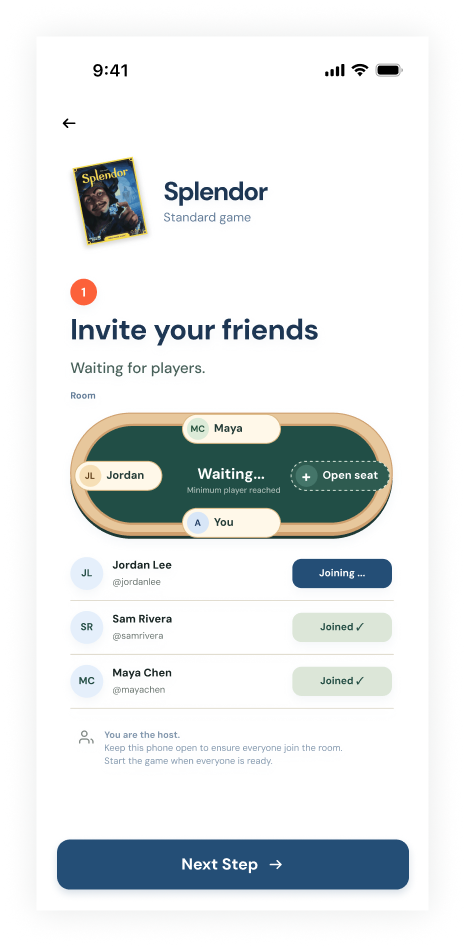 9:41
Splendor
Splendor
Standard game
1
Invite your friends
Waiting for players.
Room
MC Maya
JL Jordan
Waiting...
Minimum player reached
+ Open seat
A You
JL
Jordan Lee
@jordanlee
Joining ...
SR
Sam Rivera
@samrivera
Joined ✓
MC
Maya Chen
@mayachen
Joined ✓
You are the host.
Keep this phone open to ensure everyone join the room.
Start the game when everyone is ready.
Next Step →